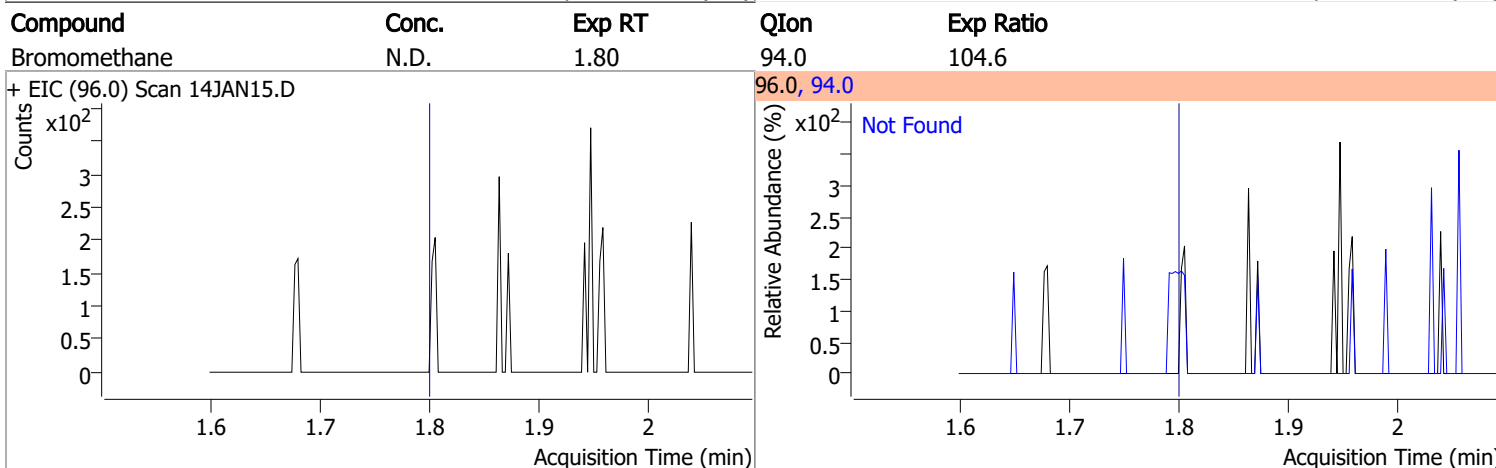 Compound Conc. Exp RT QIon Exp Ratio
Bromomethane N.D. 1.80 94.0 104.6
+ EIC (96.0) Scan 14JAN15.D
Counts
x10²
3
2.5
2
1.5
1
0.5
0
1.6 1.7 1.8 1.9 2
Acquisition Time (min)
96.0, 94.0
Relative Abundance (%)
x10²
Not Found
3
2.5
2
1.5
1
0.5
0
1.6 1.7 1.8 1.9 2
Acquisition Time (min)